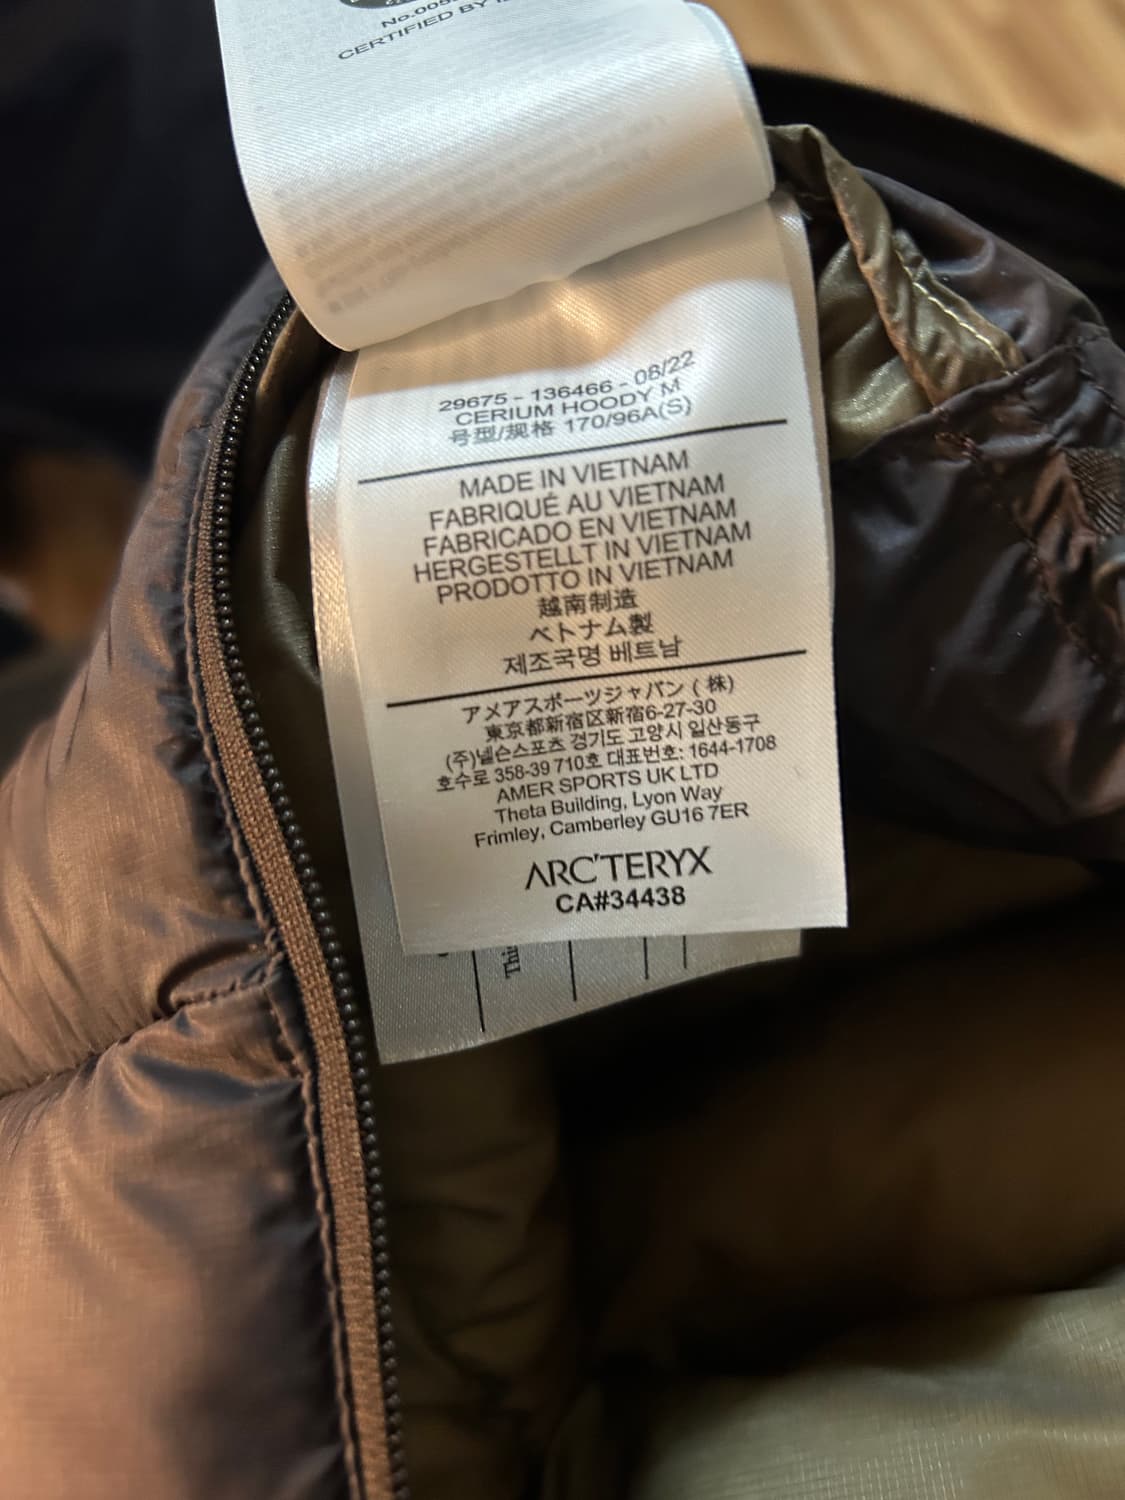 CERTIFIED BY
29675 - 136466 - 08/22
CERIUM HOODY M
号型/规格 170/96A(S)
MADE IN VIETNAM
FABRIQUÉ AU VIETNAM
FABRICADO EN VIETNAM
HERGESTELLT IN VIETNAM
PRODOTTO IN VIETNAM
越南制造
ベトナム製
제조국명 베트남
アメアスポーツジャパン (株)
東京都新宿区新宿6-27-30
(주)넬슨스포츠 경기도 고양시 일산동구
호수로 358-39 710호 대표번호: 1644-1708
AMER SPORTS UK LTD
Theta Building, Lyon Way
Frimley, Camberley GU16 7ER
ARC'TERYX
CA#34438